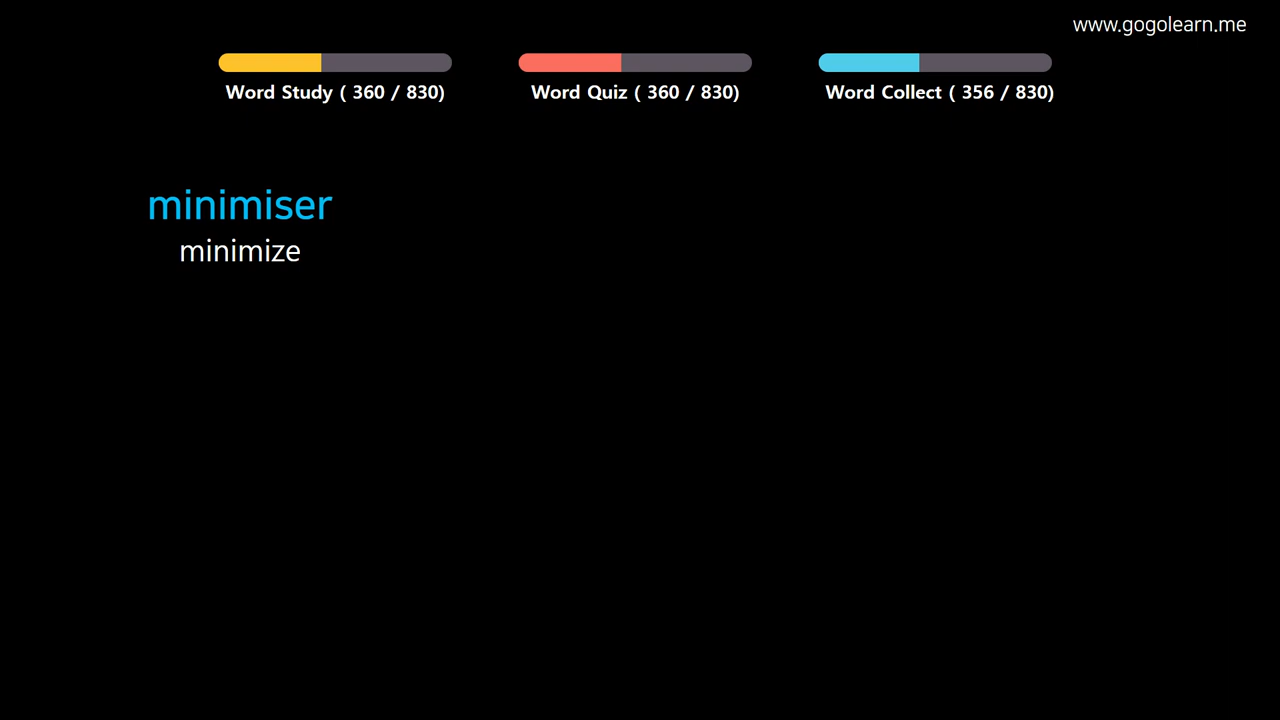 www.gogolearn.me
Word Study ( 360 / 830)
Word Quiz ( 360 / 830)
Word Collect ( 356 / 830)
minimiser
minimize